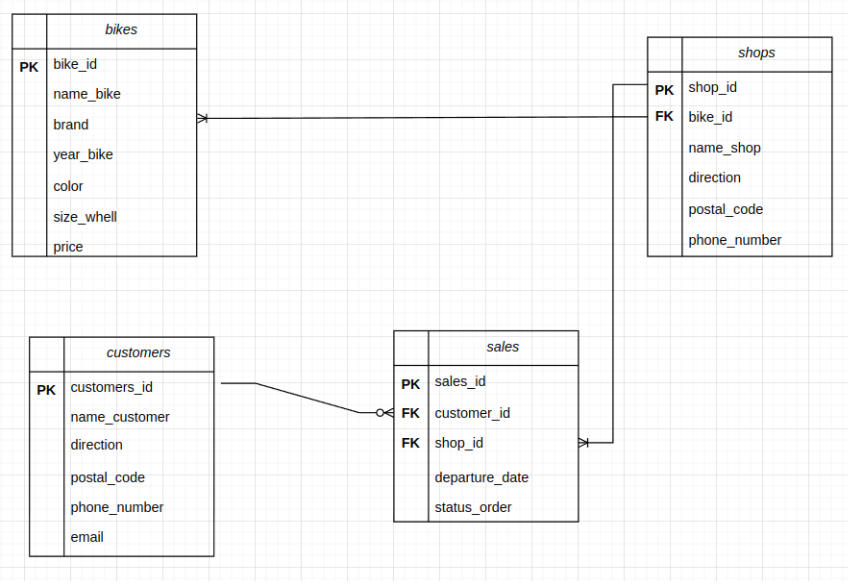 bikes
PK bike_id
name_bike
brand
year_bike
color
size_whell
price
shops
PK shop_id
FK bike_id
name_shop
direction
postal_code
phone_number
customers
PK customers_id
name_customer
direction
postal_code
phone_number
email
sales
PK sales_id
FK customer_id
FK shop_id
departure_date
status_order